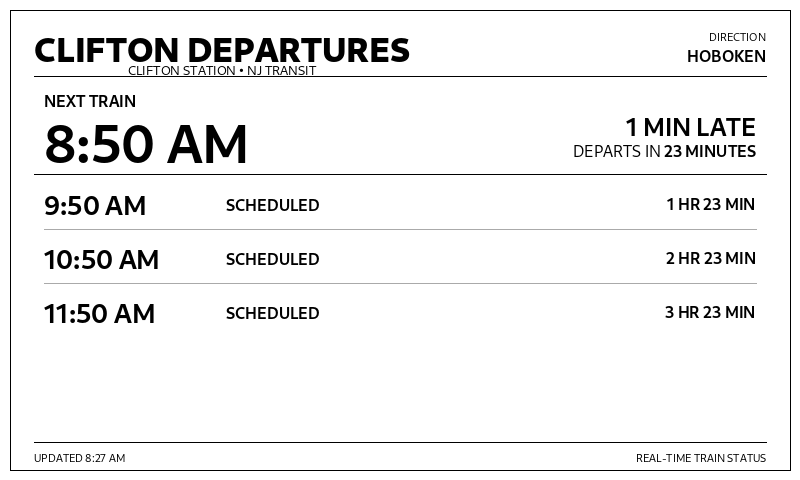 CLIFTON DEPARTURES
CLIFTON STATION • NJ TRANSIT
DIRECTION
HOBOKEN
NEXT TRAIN
8:50 AM
1 MIN LATE
DEPARTS IN 23 MINUTES
9:50 AM SCHEDULED 1 HR 23 MIN
10:50 AM SCHEDULED 2 HR 23 MIN
11:50 AM SCHEDULED 3 HR 23 MIN
UPDATED 8:27 AM
REAL-TIME TRAIN STATUS